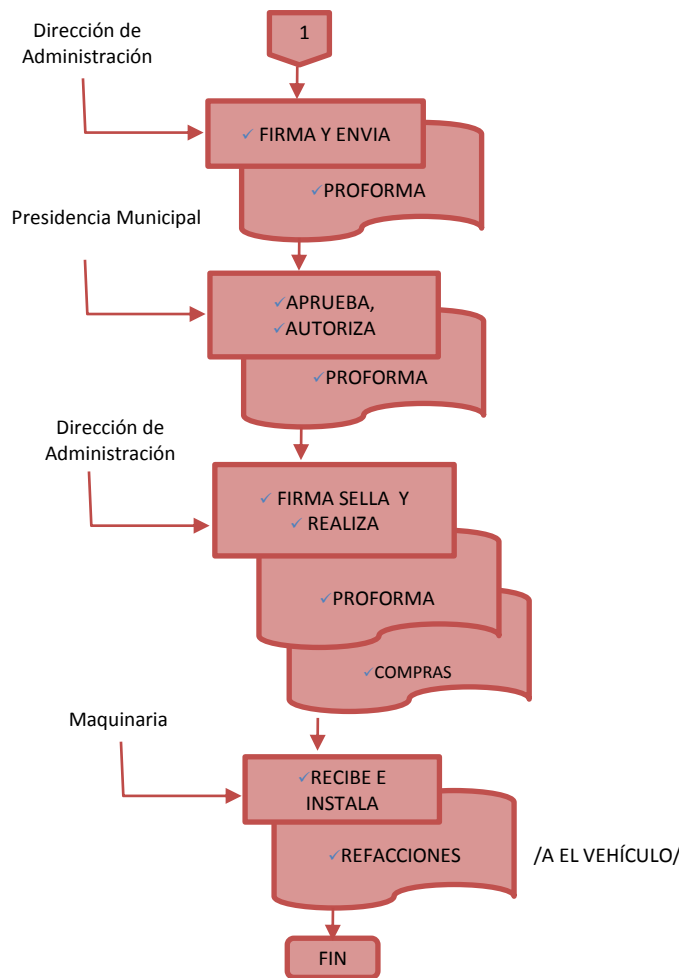 Dirección de
Administración
1
✓ FIRMA Y ENVIA
✓PROFORMA
Presidencia Municipal
✓APRUEBA,
✓AUTORIZA
✓PROFORMA
Dirección de
Administración
✓ FIRMA SELLA  Y
✓ REALIZA
✓PROFORMA
✓COMPRAS
Maquinaria
✓RECIBE E
INSTALA
✓REFACCIONES
/A EL VEHÍCULO/
FIN